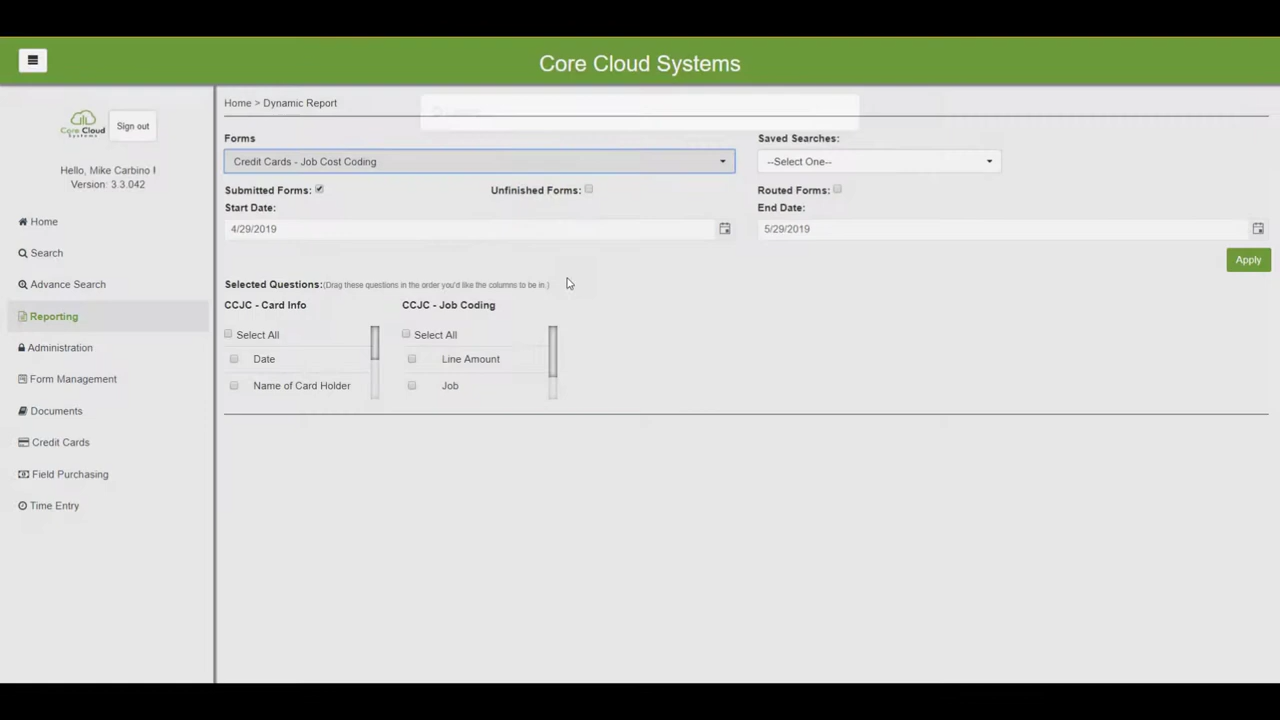 Core Cloud Systems
Core Cloud
Systems
Sign out
Hello, Mike Carbino !
Version: 3.3.042
Home
Search
Advance Search
Reporting
Administration
Form Management
Documents
Credit Cards
Field Purchasing
Time Entry
Home > Dynamic Report
Forms
Saved Searches:
Credit Cards - Job Cost Coding
--Select One--
Submitted Forms:
Unfinished Forms:
Routed Forms:
Start Date:
End Date:
4/29/2019
5/29/2019
Apply
Selected Questions:(Drag these questions in the order you'd like the columns to be in.)
CCJC - Card Info
CCJC - Job Coding
Select All
Select All
Date
Line Amount
Name of Card Holder
Job